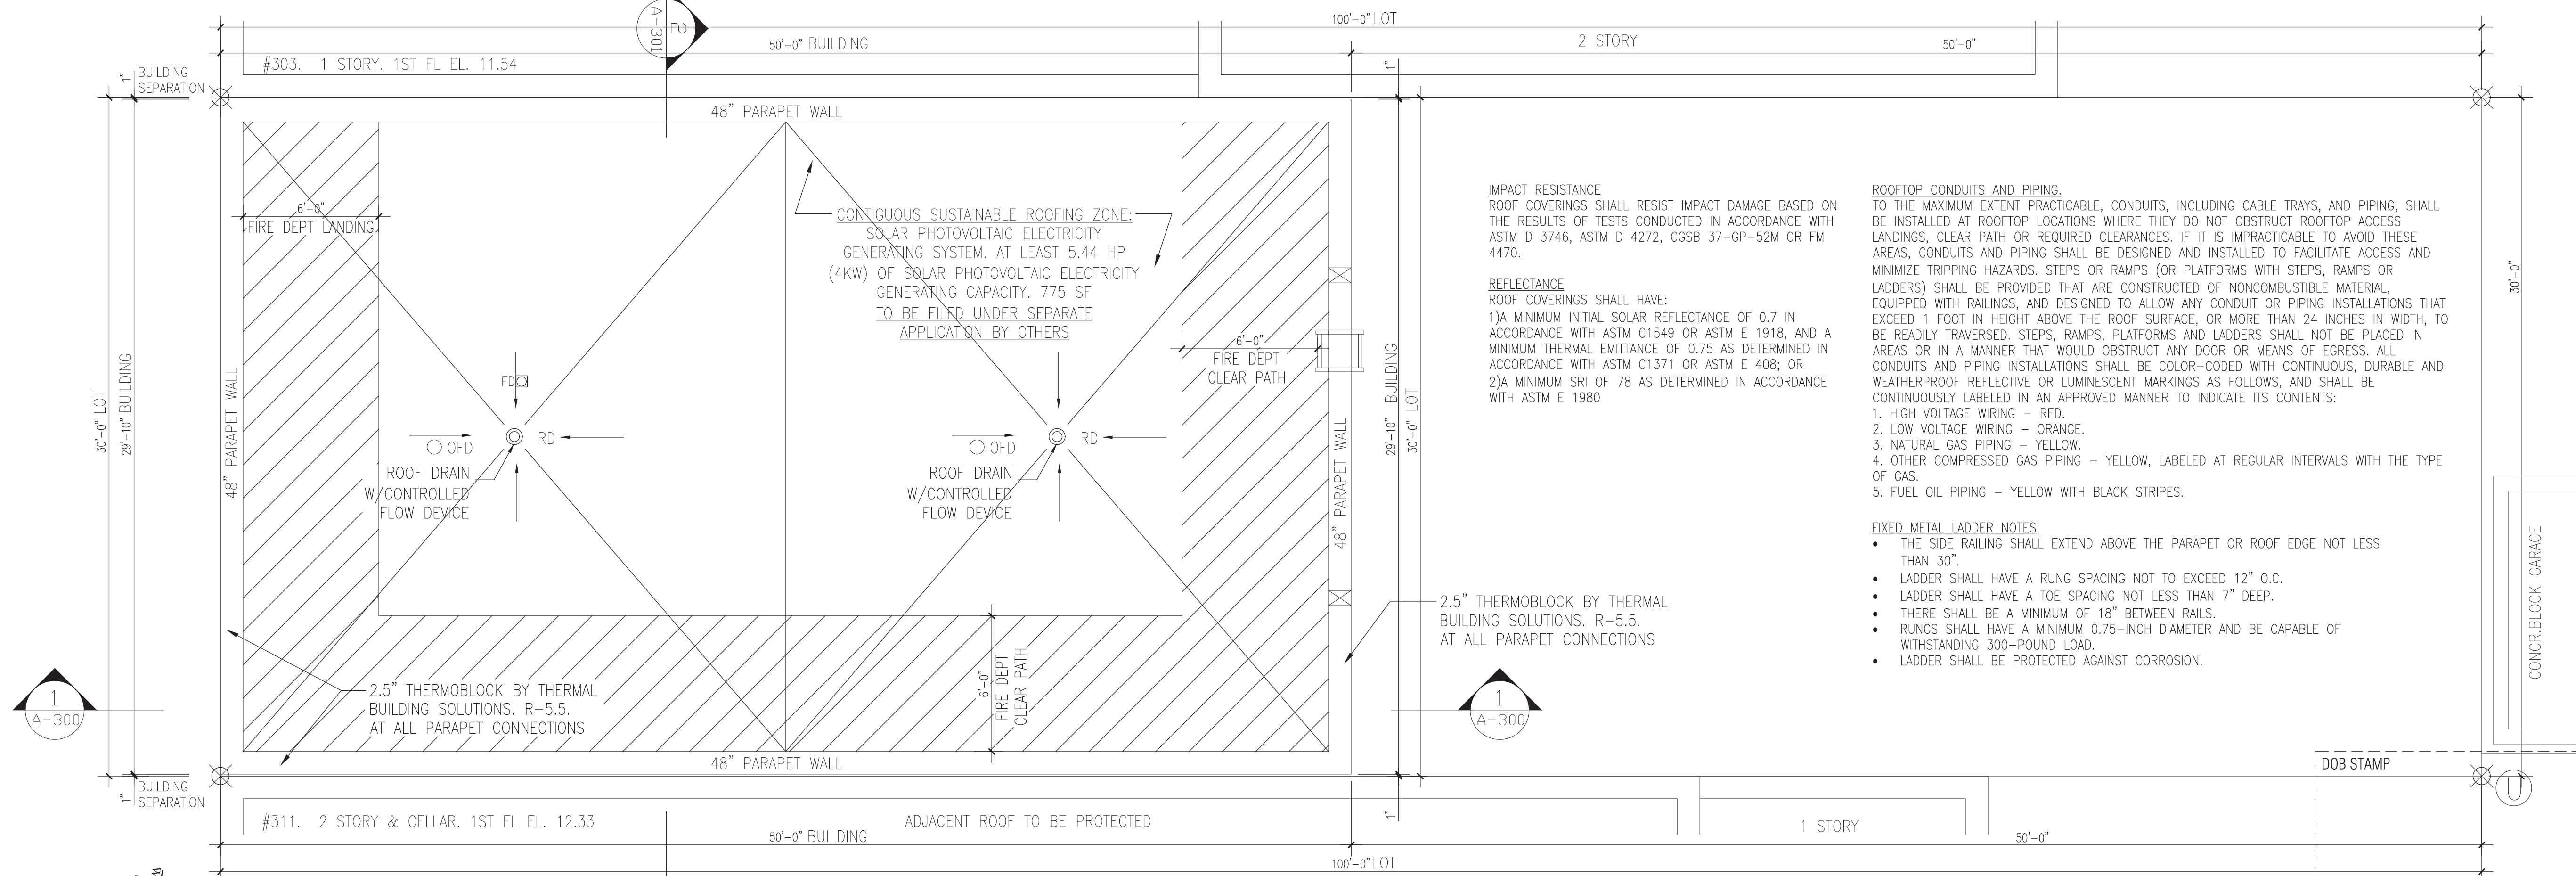 100'-0" LOT
50'-0" BUILDING
2 STORY
50'-0"
2
A-301
#303. 1 STORY. 1ST FL EL. 11.54
1"
BUILDING
SEPARATION
1"
48" PARAPET WALL
6'-0"
FIRE DEPT LANDING
CONTIGUOUS SUSTAINABLE ROOFING ZONE:
SOLAR PHOTOVOLTAIC ELECTRICITY
GENERATING SYSTEM. AT LEAST 5.44 HP
(4KW) OF SOLAR PHOTOVOLTAIC ELECTRICITY
GENERATING CAPACITY. 775 SF
TO BE FILED UNDER SEPARATE
APPLICATION BY OTHERS
6'-0"
FIRE DEPT
CLEAR PATH
30'-0" LOT
29'-10" BUILDING
48" PARAPET WALL
FD
OFD
RD
ROOF DRAIN
W/CONTROLLED
FLOW DEVICE
OFD
RD
ROOF DRAIN
W/CONTROLLED
FLOW DEVICE
48" PARAPET WALL
29'-10" BUILDING
30'-0" LOT
6'-0"
FIRE DEPT
CLEAR PATH
2.5" THERMOBLOCK BY THERMAL
BUILDING SOLUTIONS. R-5.5.
AT ALL PARAPET CONNECTIONS
48" PARAPET WALL
1
A-300
2.5" THERMOBLOCK BY THERMAL
BUILDING SOLUTIONS. R-5.5.
AT ALL PARAPET CONNECTIONS
1
A-300
IMPACT RESISTANCE
ROOF COVERINGS SHALL RESIST IMPACT DAMAGE BASED ON
THE RESULTS OF TESTS CONDUCTED IN ACCORDANCE WITH
ASTM D 3746, ASTM D 4272, CGSB 37-GP-52M OR FM
4470.
REFLECTANCE
ROOF COVERINGS SHALL HAVE:
1)A MINIMUM INITIAL SOLAR REFLECTANCE OF 0.7 IN
ACCORDANCE WITH ASTM C1549 OR ASTM E 1918, AND A
MINIMUM THERMAL EMITTANCE OF 0.75 AS DETERMINED IN
ACCORDANCE WITH ASTM C1371 OR ASTM E 408; OR
2)A MINIMUM SRI OF 78 AS DETERMINED IN ACCORDANCE
WITH ASTM E 1980
ROOFTOP CONDUITS AND PIPING.
TO THE MAXIMUM EXTENT PRACTICABLE, CONDUITS, INCLUDING CABLE TRAYS, AND PIPING, SHALL
BE INSTALLED AT ROOFTOP LOCATIONS WHERE THEY DO NOT OBSTRUCT ROOFTOP ACCESS
LANDINGS, CLEAR PATH OR REQUIRED CLEARANCES. IF IT IS IMPRACTICABLE TO AVOID THESE
AREAS, CONDUITS AND PIPING SHALL BE DESIGNED AND INSTALLED TO FACILITATE ACCESS AND
MINIMIZE TRIPPING HAZARDS. STEPS OR RAMPS (OR PLATFORMS WITH STEPS, RAMPS OR
LADDERS) SHALL BE PROVIDED THAT ARE CONSTRUCTED OF NONCOMBUSTIBLE MATERIAL,
EQUIPPED WITH RAILINGS, AND DESIGNED TO ALLOW ANY CONDUIT OR PIPING INSTALLATIONS THAT
EXCEED 1 FOOT IN HEIGHT ABOVE THE ROOF SURFACE, OR MORE THAN 24 INCHES IN WIDTH, TO
BE READILY TRAVERSED. STEPS, RAMPS, PLATFORMS AND LADDERS SHALL NOT BE PLACED IN
AREAS OR IN A MANNER THAT WOULD OBSTRUCT ANY DOOR OR MEANS OF EGRESS. ALL
CONDUITS AND PIPING INSTALLATIONS SHALL BE COLOR-CODED WITH CONTINUOUS, DURABLE AND
WEATHERPROOF REFLECTIVE OR LUMINESCENT MARKINGS AS FOLLOWS, AND SHALL BE
CONTINUOUSLY LABELED IN AN APPROVED MANNER TO INDICATE ITS CONTENTS:
1. HIGH VOLTAGE WIRING - RED.
2. LOW VOLTAGE WIRING - ORANGE.
3. NATURAL GAS PIPING - YELLOW.
4. OTHER COMPRESSED GAS PIPING - YELLOW, LABELED AT REGULAR INTERVALS WITH THE TYPE
OF GAS.
5. FUEL OIL PIPING - YELLOW WITH BLACK STRIPES.
FIXED METAL LADDER NOTES
• THE SIDE RAILING SHALL EXTEND ABOVE THE PARAPET OR ROOF EDGE NOT LESS
THAN 30".
• LADDER SHALL HAVE A RUNG SPACING NOT TO EXCEED 12" O.C.
• LADDER SHALL HAVE A TOE SPACING NOT LESS THAN 7" DEEP.
• THERE SHALL BE A MINIMUM OF 18" BETWEEN RAILS.
• RUNGS SHALL HAVE A MINIMUM 0.75-INCH DIAMETER AND BE CAPABLE OF
WITHSTANDING 300-POUND LOAD.
• LADDER SHALL BE PROTECTED AGAINST CORROSION.
30'-0"
CONCR.BLOCK GARAGE
DOB STAMP
U
1"
BUILDING
SEPARATION
#311. 2 STORY & CELLAR. 1ST FL EL. 12.33
ADJACENT ROOF TO BE PROTECTED
1"
1 STORY
50'-0" BUILDING
50'-0"
100'-0" LOT